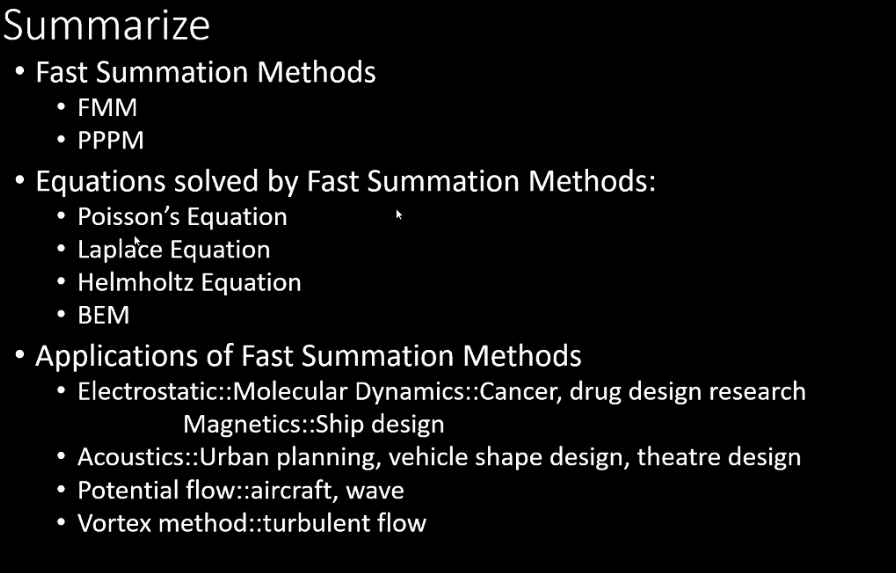 Summarize
• Fast Summation Methods
• FMM
• PPPM
• Equations solved by Fast Summation Methods:
• Poisson's Equation
• Laplace Equation
• Helmholtz Equation
• BEM
• Applications of Fast Summation Methods
• Electrostatic::Molecular Dynamics::Cancer, drug design research
Magnetics::Ship design
• Acoustics::Urban planning, vehicle shape design, theatre design
• Potential flow::aircraft, wave
• Vortex method::turbulent flow